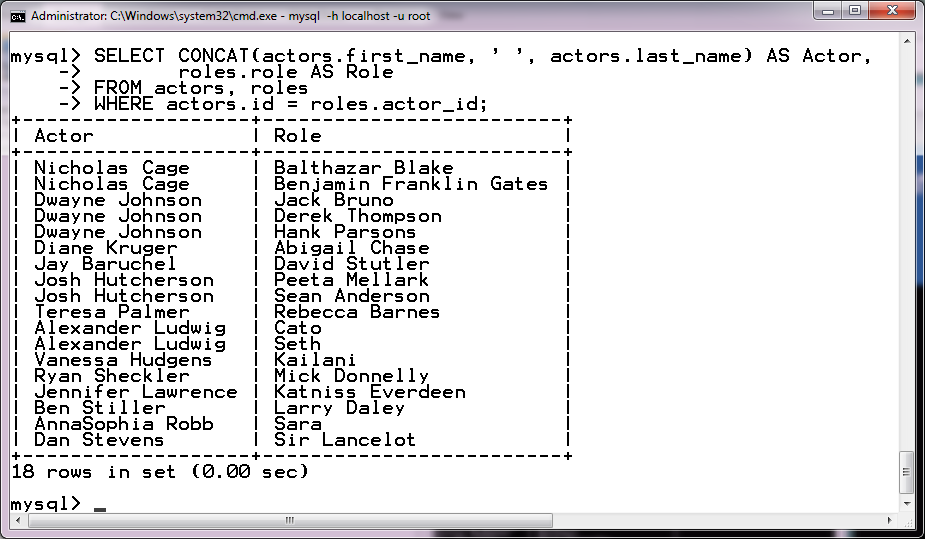 Administrator: C:\Windows\system32\cmd.exe - mysql  -h localhost -u root
mysql> SELECT CONCAT(actors.first_name, ' ', actors.last_name) AS Actor,
    ->        roles.role AS Role
    -> FROM actors, roles
    -> WHERE actors.id = roles.actor_id;
+-------------------+-------------------------+
| Actor             | Role                    |
+-------------------+-------------------------+
| Nicholas Cage     | Balthazar Blake         |
| Nicholas Cage     | Benjamin Franklin Gates |
| Dwayne Johnson    | Jack Bruno              |
| Dwayne Johnson    | Derek Thompson          |
| Dwayne Johnson    | Hank Parsons            |
| Diane Kruger      | Abigail Chase           |
| Jay Baruchel      | David Stutler           |
| Josh Hutcherson   | Peeta Mellark           |
| Josh Hutcherson   | Sean Anderson           |
| Teresa Palmer     | Rebecca Barnes          |
| Alexander Ludwig  | Cato                    |
| Alexander Ludwig  | Seth                    |
| Vanessa Hudgens   | Kailani                 |
| Ryan Sheckler     | Mick Donnelly           |
| Jennifer Lawrence | Katniss Everdeen        |
| Ben Stiller       | Larry Daley             |
| AnnaSophia Robb   | Sara                    |
| Dan Stevens       | Sir Lancelot            |
+-------------------+-------------------------+
18 rows in set (0.00 sec)
mysql> _